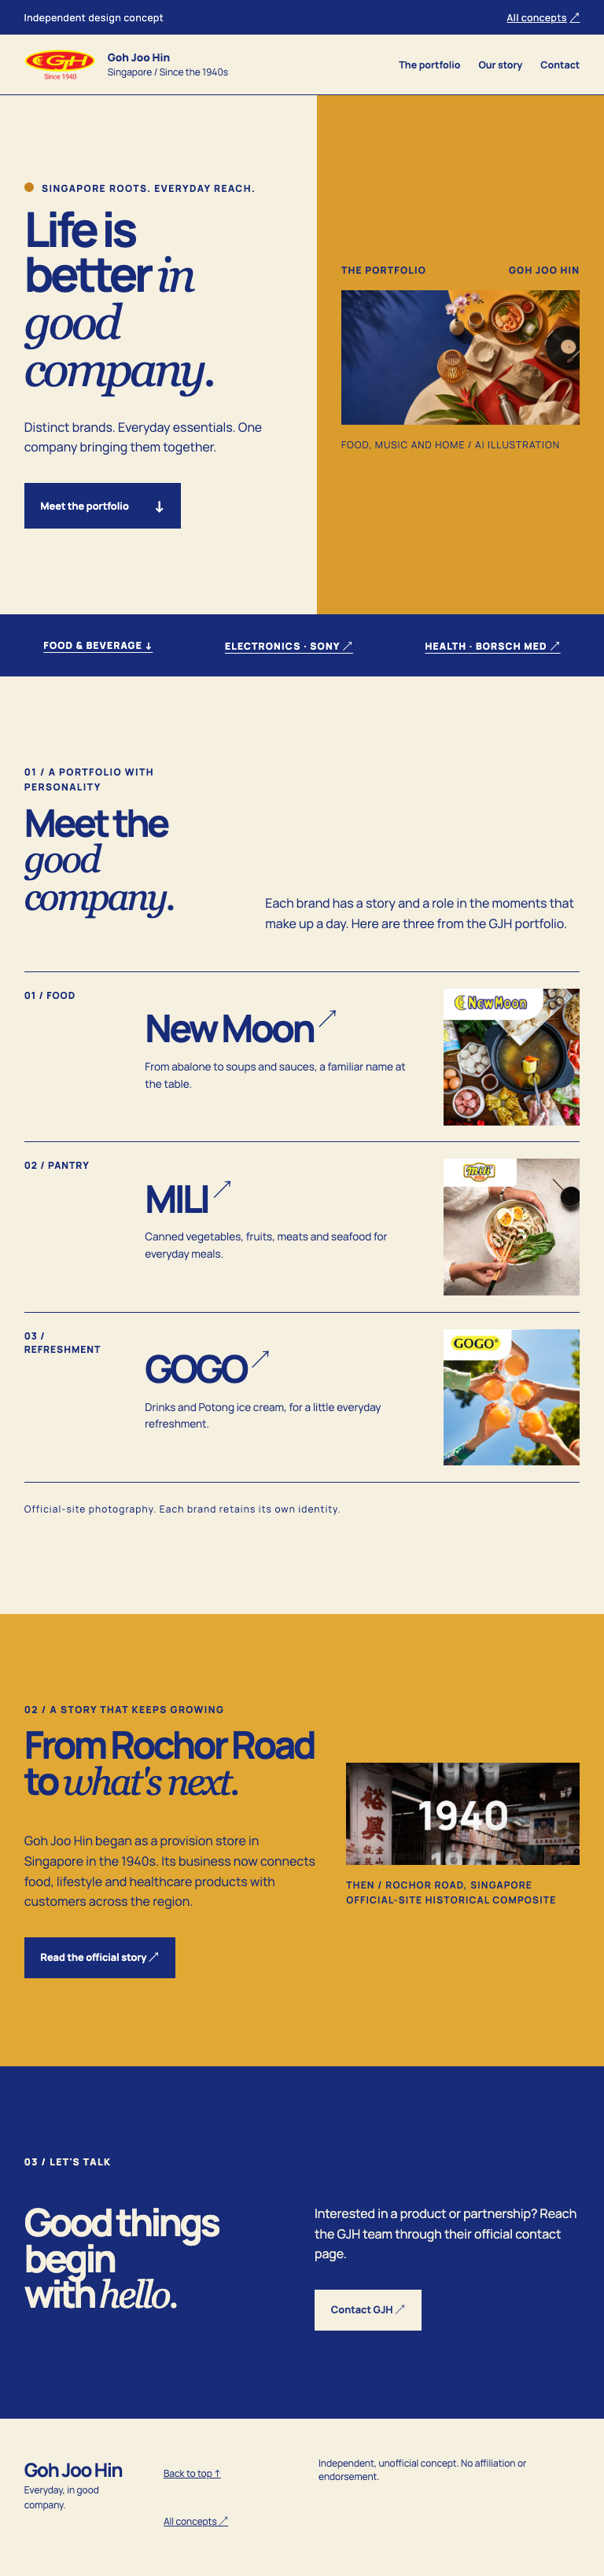 Independent design concept
All concepts ↗
GJH
Since 1940
Goh Joo Hin
Singapore / Since the 1940s
The portfolio
Our story
Contact
SINGAPORE ROOTS. EVERYDAY REACH.
Life is
better in
good
company.
Distinct brands. Everyday essentials. One
company bringing them together.
Meet the portfolio ↓
THE PORTFOLIO
GOH JOO HIN
FOOD, MUSIC AND HOME / AI ILLUSTRATION
FOOD & BEVERAGE ↓
ELECTRONICS · SONY ↗
HEALTH · BORSCH MED ↗
01 / A PORTFOLIO WITH
PERSONALITY
Meet the
good
company.
Each brand has a story and a role in the moments that
make up a day. Here are three from the GJH portfolio.
01 / FOOD
New Moon ↗
From abalone to soups and sauces, a familiar name at
the table.
New Moon
02 / PANTRY
MILI ↗
Canned vegetables, fruits, meats and seafood for
everyday meals.
mili
03 /
REFRESHMENT
GOGO ↗
Drinks and Potong ice cream, for a little everyday
refreshment.
GOGO®
Official-site photography. Each brand retains its own identity.
02 / A STORY THAT KEEPS GROWING
From Rochor Road
to what's next.
Goh Joo Hin began as a provision store in
Singapore in the 1940s. Its business now connects
food, lifestyle and healthcare products with
customers across the region.
Read the official story ↗
1940
裕興
THEN / ROCHOR ROAD, SINGAPORE
OFFICIAL-SITE HISTORICAL COMPOSITE
03 / LET'S TALK
Good things
begin
with hello.
Interested in a product or partnership? Reach
the GJH team through their official contact
page.
Contact GJH ↗
Goh Joo Hin
Everyday, in good
company.
Back to top ↑
All concepts ↗
Independent, unofficial concept. No affiliation or
endorsement.